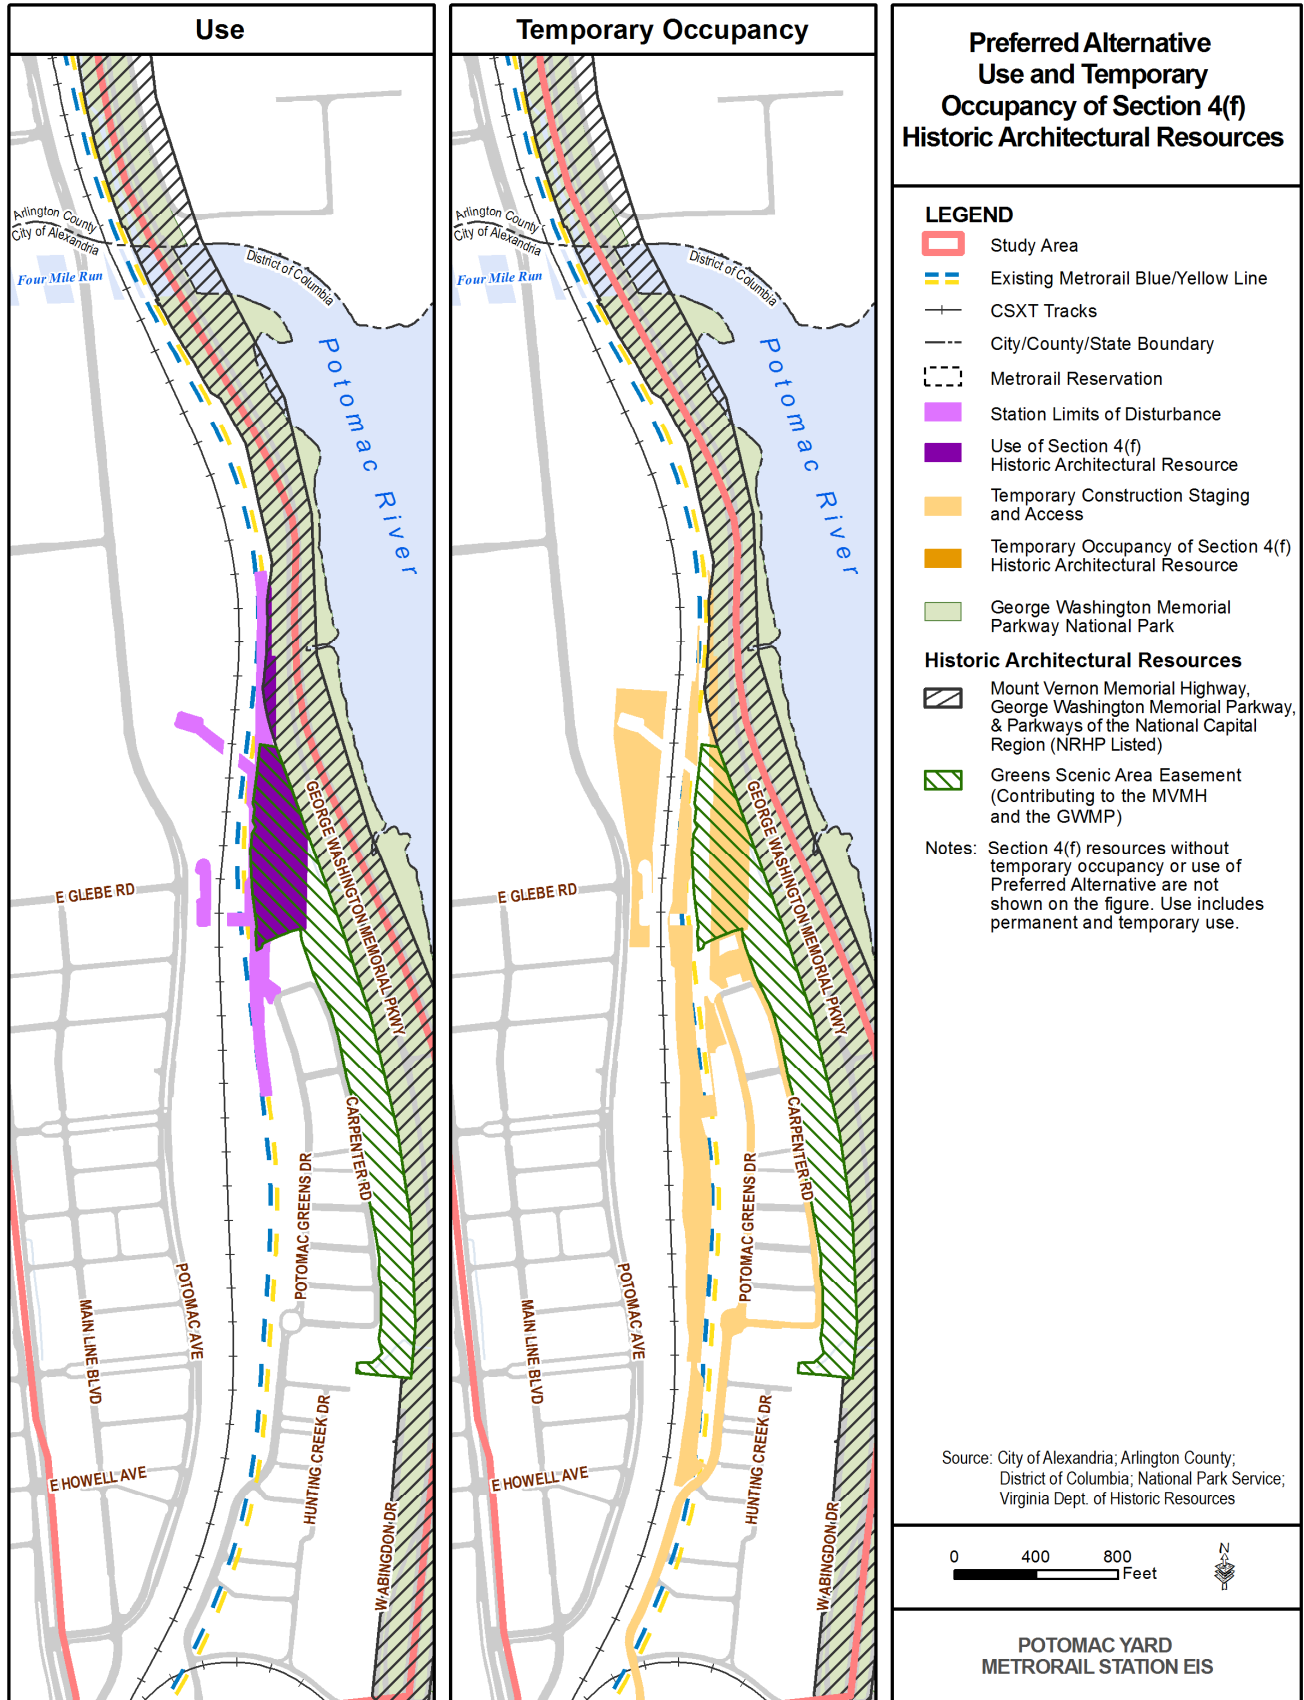 Use
Arlington County
City of Alexandria
Four Mile Run
District of Columbia
Potomac River
GEORGE WASHINGTON MEMORIAL PKWY
E GLEBE RD
CARPENTER RD
POTOMAC GREENS DR
POTOMAC AVE
MAIN LINE BLVD
HUNTING CREEK DR
E HOWELL AVE
W ABINGDON DR
Temporary Occupancy
Arlington County
City of Alexandria
Four Mile Run
District of Columbia
Potomac River
GEORGE WASHINGTON MEMORIAL PKWY
E GLEBE RD
CARPENTER RD
POTOMAC GREENS DR
POTOMAC AVE
MAIN LINE BLVD
HUNTING CREEK DR
E HOWELL AVE
W ABINGDON DR
Preferred Alternative
Use and Temporary
Occupancy of Section 4(f)
Historic Architectural Resources
LEGEND
Study Area
Existing Metrorail Blue/Yellow Line
CSXT Tracks
City/County/State Boundary
Metrorail Reservation
Station Limits of Disturbance
Use of Section 4(f)
Historic Architectural Resource
Temporary Construction Staging
and Access
Temporary Occupancy of Section 4(f)
Historic Architectural Resource
George Washington Memorial
Parkway National Park
Historic Architectural Resources
Mount Vernon Memorial Highway,
George Washington Memorial Parkway,
& Parkways of the National Capital
Region (NRHP Listed)
Greens Scenic Area Easement
(Contributing to the MVMH
and the GWMP)
Notes: Section 4(f) resources without
temporary occupancy or use of
Preferred Alternative are not
shown on the figure. Use includes
permanent and temporary use.
Source: City of Alexandria; Arlington County;
District of Columbia; National Park Service;
Virginia Dept. of Historic Resources
0 400 800
Feet
N
POTOMAC YARD
METRORAIL STATION EIS